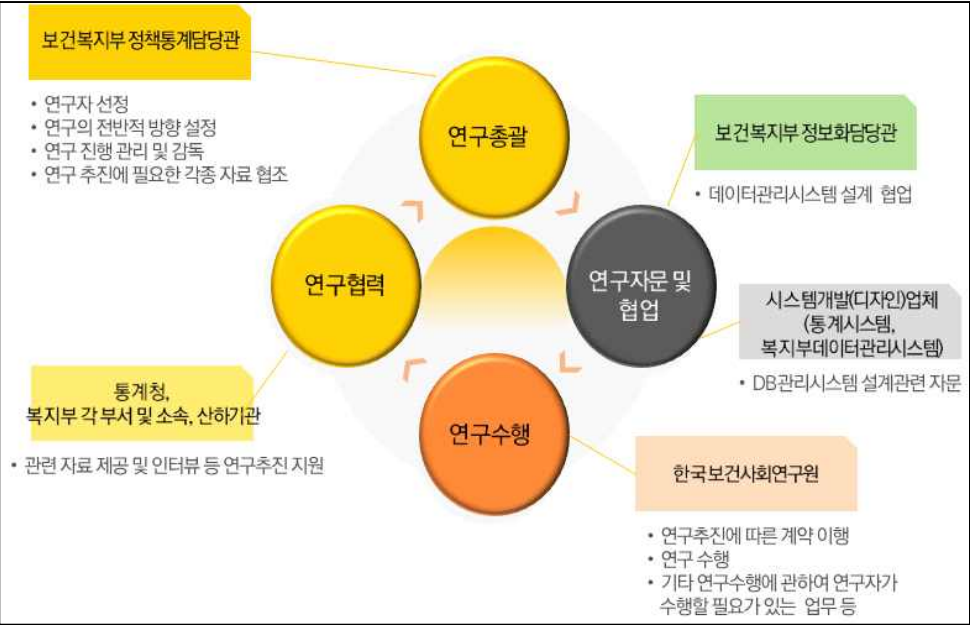 보건복지부 정책통계담당관
• 연구자 선정
• 연구의 전반적 방향 설정
• 연구 진행 관리 및 감독
• 연구 추진에 필요한 각종 자료 협조
연구총괄
보건복지부 정보화담당관
• 데이터관리시스템 설계 협업
연구협력
연구자문 및
협업
시스템개발(디자인)업체
(통계시스템,
복지부데이터관리시스템)
• DB관리시스템 설계관련 자문
통계청,
복지부 각 부서 및 소속, 산하기관
• 관련 자료 제공 및 인터뷰 등 연구추진 지원
연구수행
한국보건사회연구원
• 연구추진에 따른 계약 이행
• 연구 수행
• 기타 연구수행에 관하여 연구자가
수행할 필요가 있는 업무 등